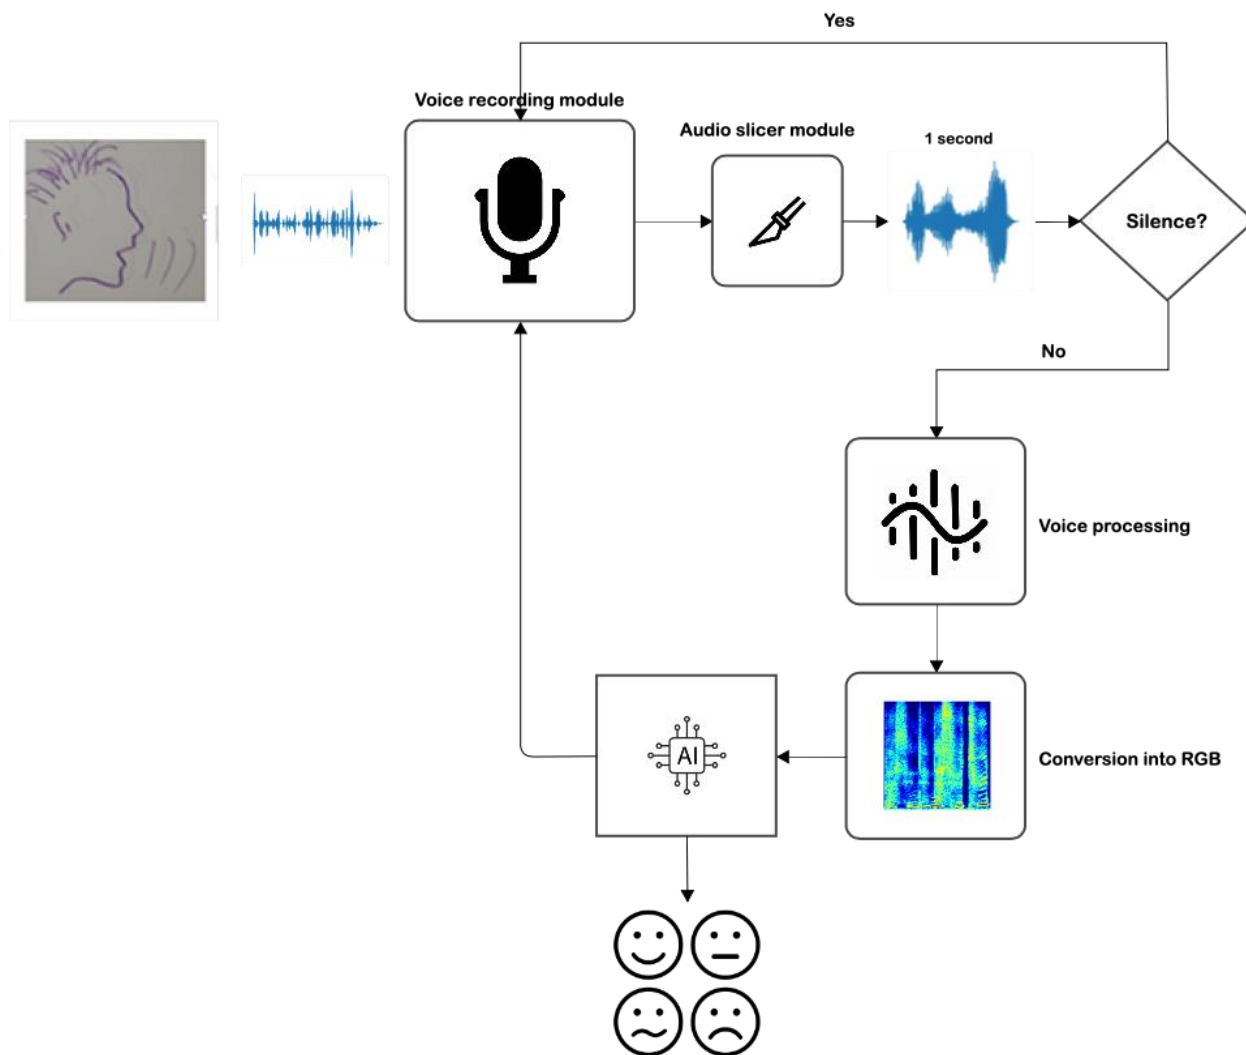 Yes
Voice recording module
Audio slicer module
1 second
Silence?
No
Voice processing
AI
Conversion into RGB